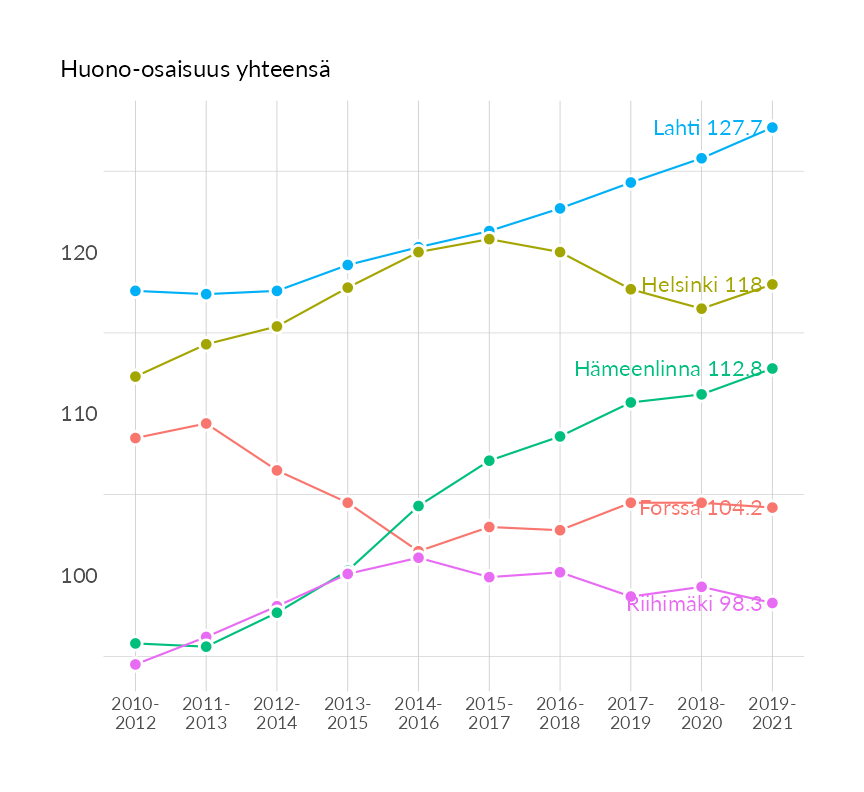 Huono-osaisuus yhteensä
Lahti 127.7
120
Helsinki 118
Hämeenlinna 112.8
110
Forssa 104.2
100
Riihimäki 98.3
2010- 2011- 2012- 2013- 2014- 2015- 2016- 2017- 2018- 2019-
2012 2013 2014 2015 2016 2017 2018 2019 2020 2021